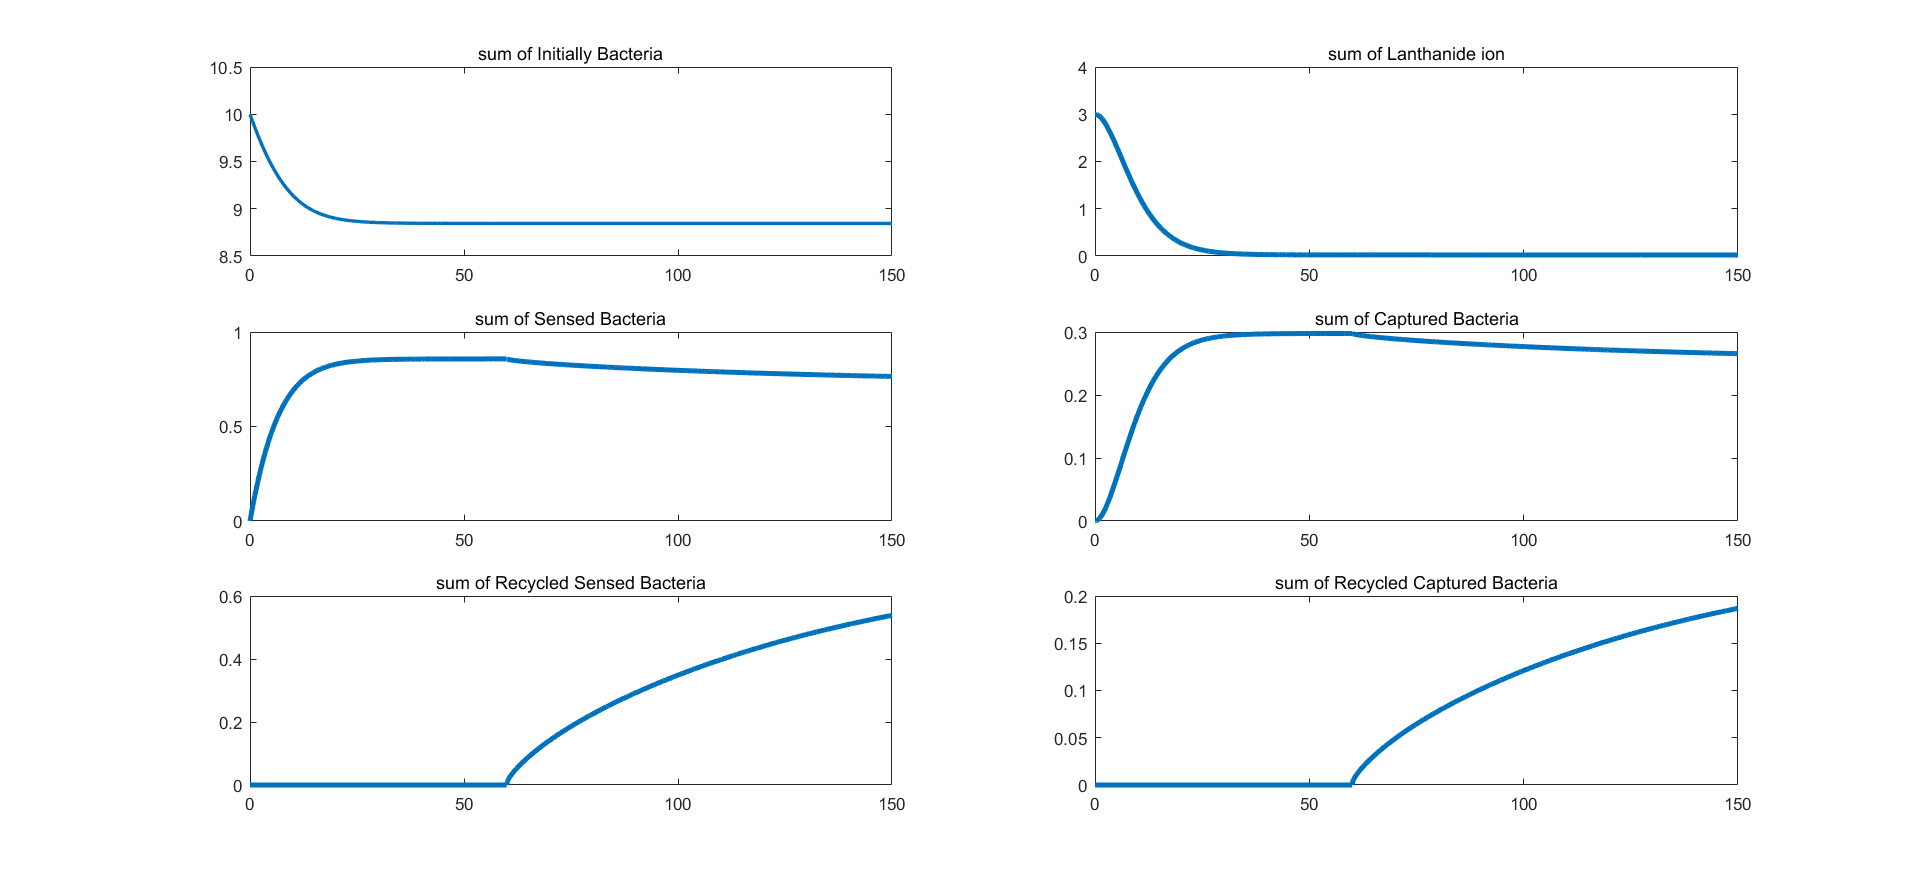 sum of Initially Bacteria
10.5
10
9.5
9
8.5
0 50 100 150
sum of Lanthanide ion
4
3
2
1
0
0 50 100 150
sum of Sensed Bacteria
1
0.5
0
0 50 100 150
sum of Captured Bacteria
0.3
0.2
0.1
0
0 50 100 150
sum of Recycled Sensed Bacteria
0.6
0.4
0.2
0
0 50 100 150
sum of Recycled Captured Bacteria
0.2
0.15
0.1
0.05
0
0 50 100 150